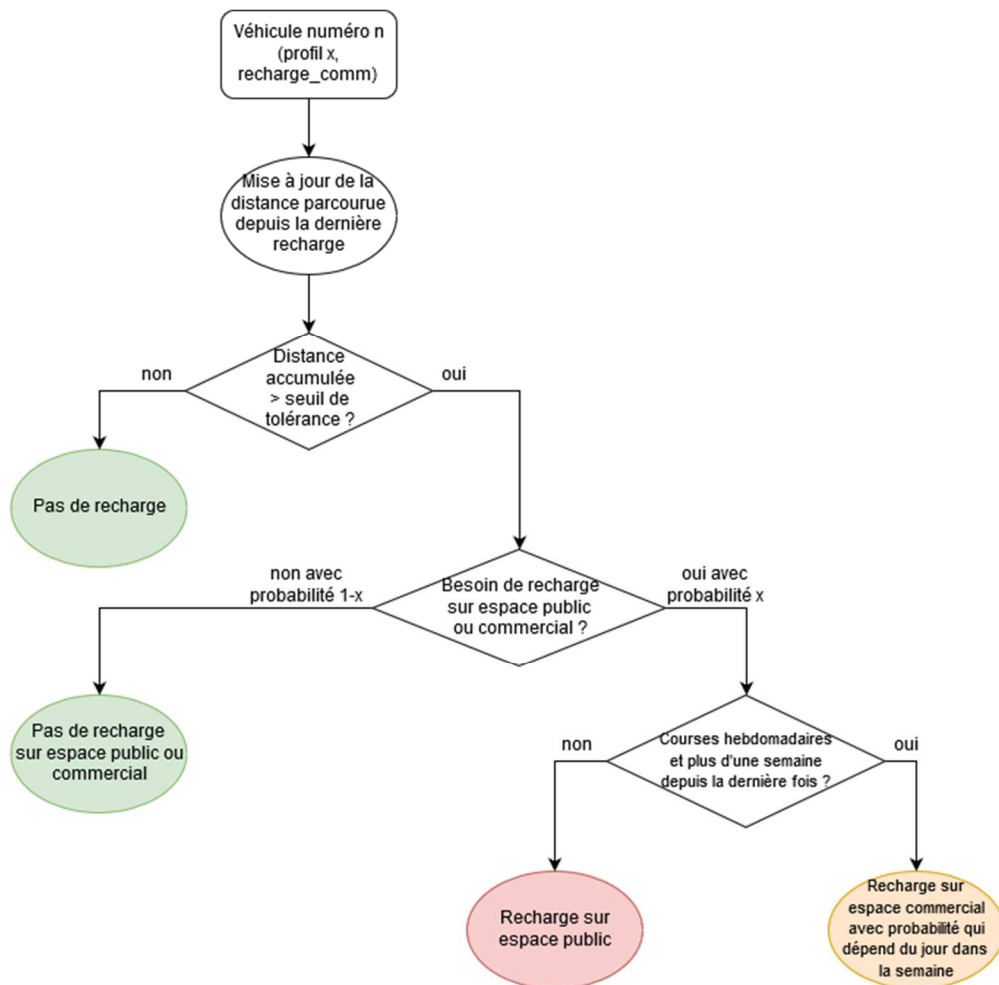 Véhicule numéro n
(profil x,
recharge_comm)
Mise à jour de la
distance parcourue
depuis la dernière
recharge
non
Distance
accumulée
> seuil de
tolérance ?
oui
Pas de recharge
non avec
probabilité 1-x
Besoin de recharge
sur espace public
ou commercial ?
oui avec
probabilité x
Pas de recharge
sur espace public ou
commercial
non
Courses hebdomadaires
et plus d'une semaine
depuis la dernière fois ?
oui
Recharge sur
espace public
Recharge sur
espace commercial
avec probabilité qui
dépend du jour dans
la semaine